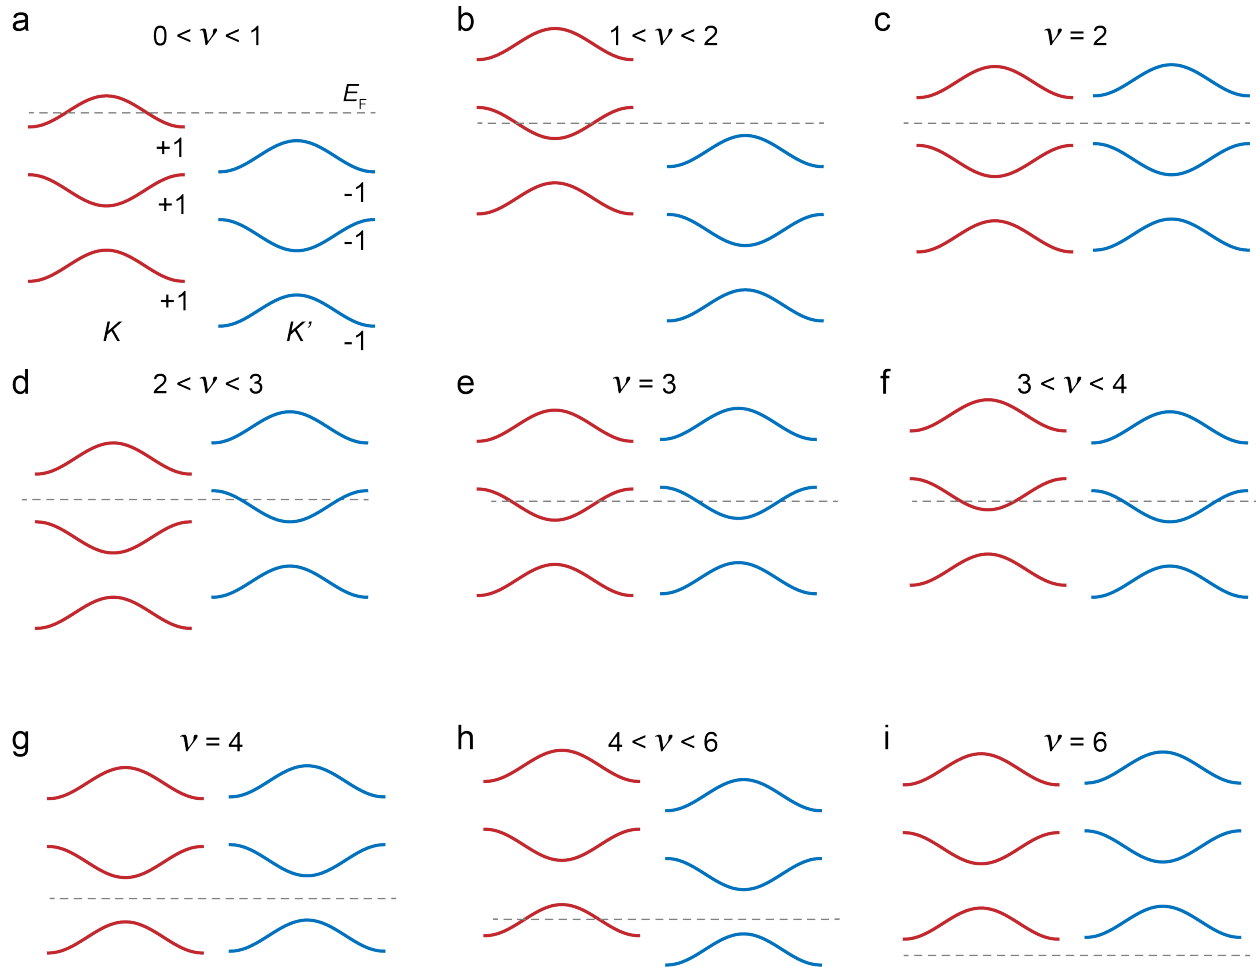 a
0 < ν < 1
b
1 < ν < 2
c
ν = 2
E_F
+1
-1
+1
-1
+1
-1
K
K’
d
2 < ν < 3
e
ν = 3
f
3 < ν < 4
g
ν = 4
h
4 < ν < 6
i
ν = 6